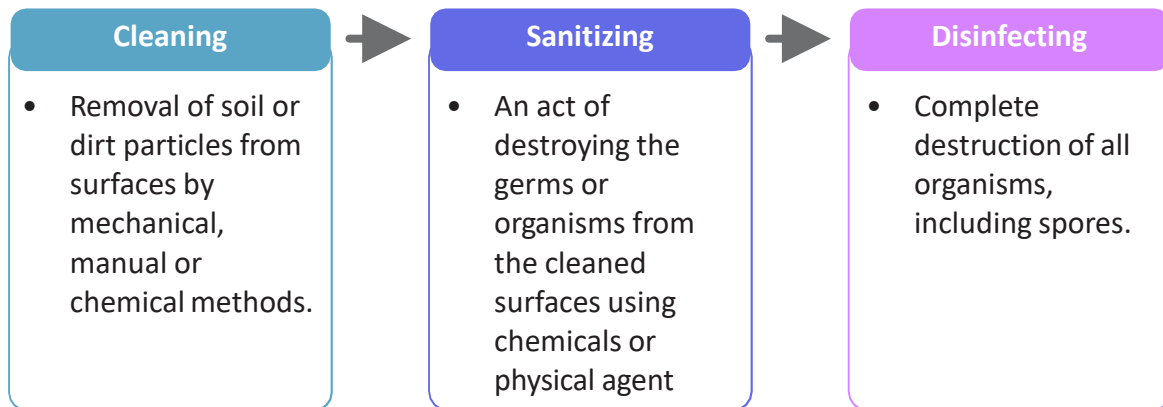 Cleaning
• Removal of soil or
dirt particles from
surfaces by
mechanical,
manual or
chemical methods.
Sanitizing
• An act of
destroying the
germs or
organisms from
the cleaned
surfaces using
chemicals or
physical agent
Disinfecting
• Complete
destruction of all
organisms,
including spores.